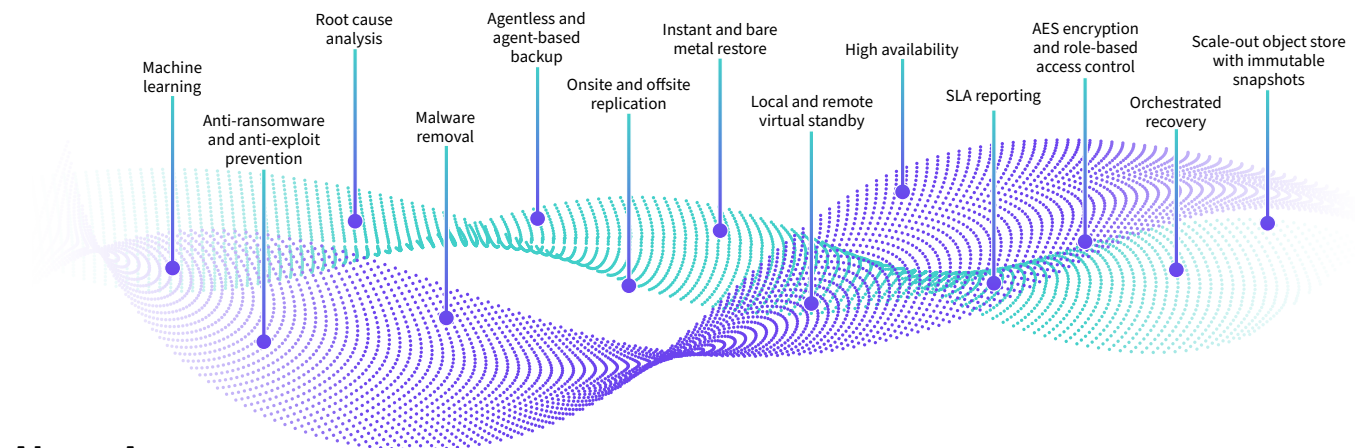 Machine
learning
Anti-ransomware
and anti-exploit
prevention
Root cause
analysis
Malware
removal
Agentless and
agent-based
backup
Onsite and offsite
replication
Instant and bare
metal restore
Local and remote
virtual standby
High availability
SLA reporting
AES encryption
and role-based
access control
Orchestrated
recovery
Scale-out object store
with immutable
snapshots